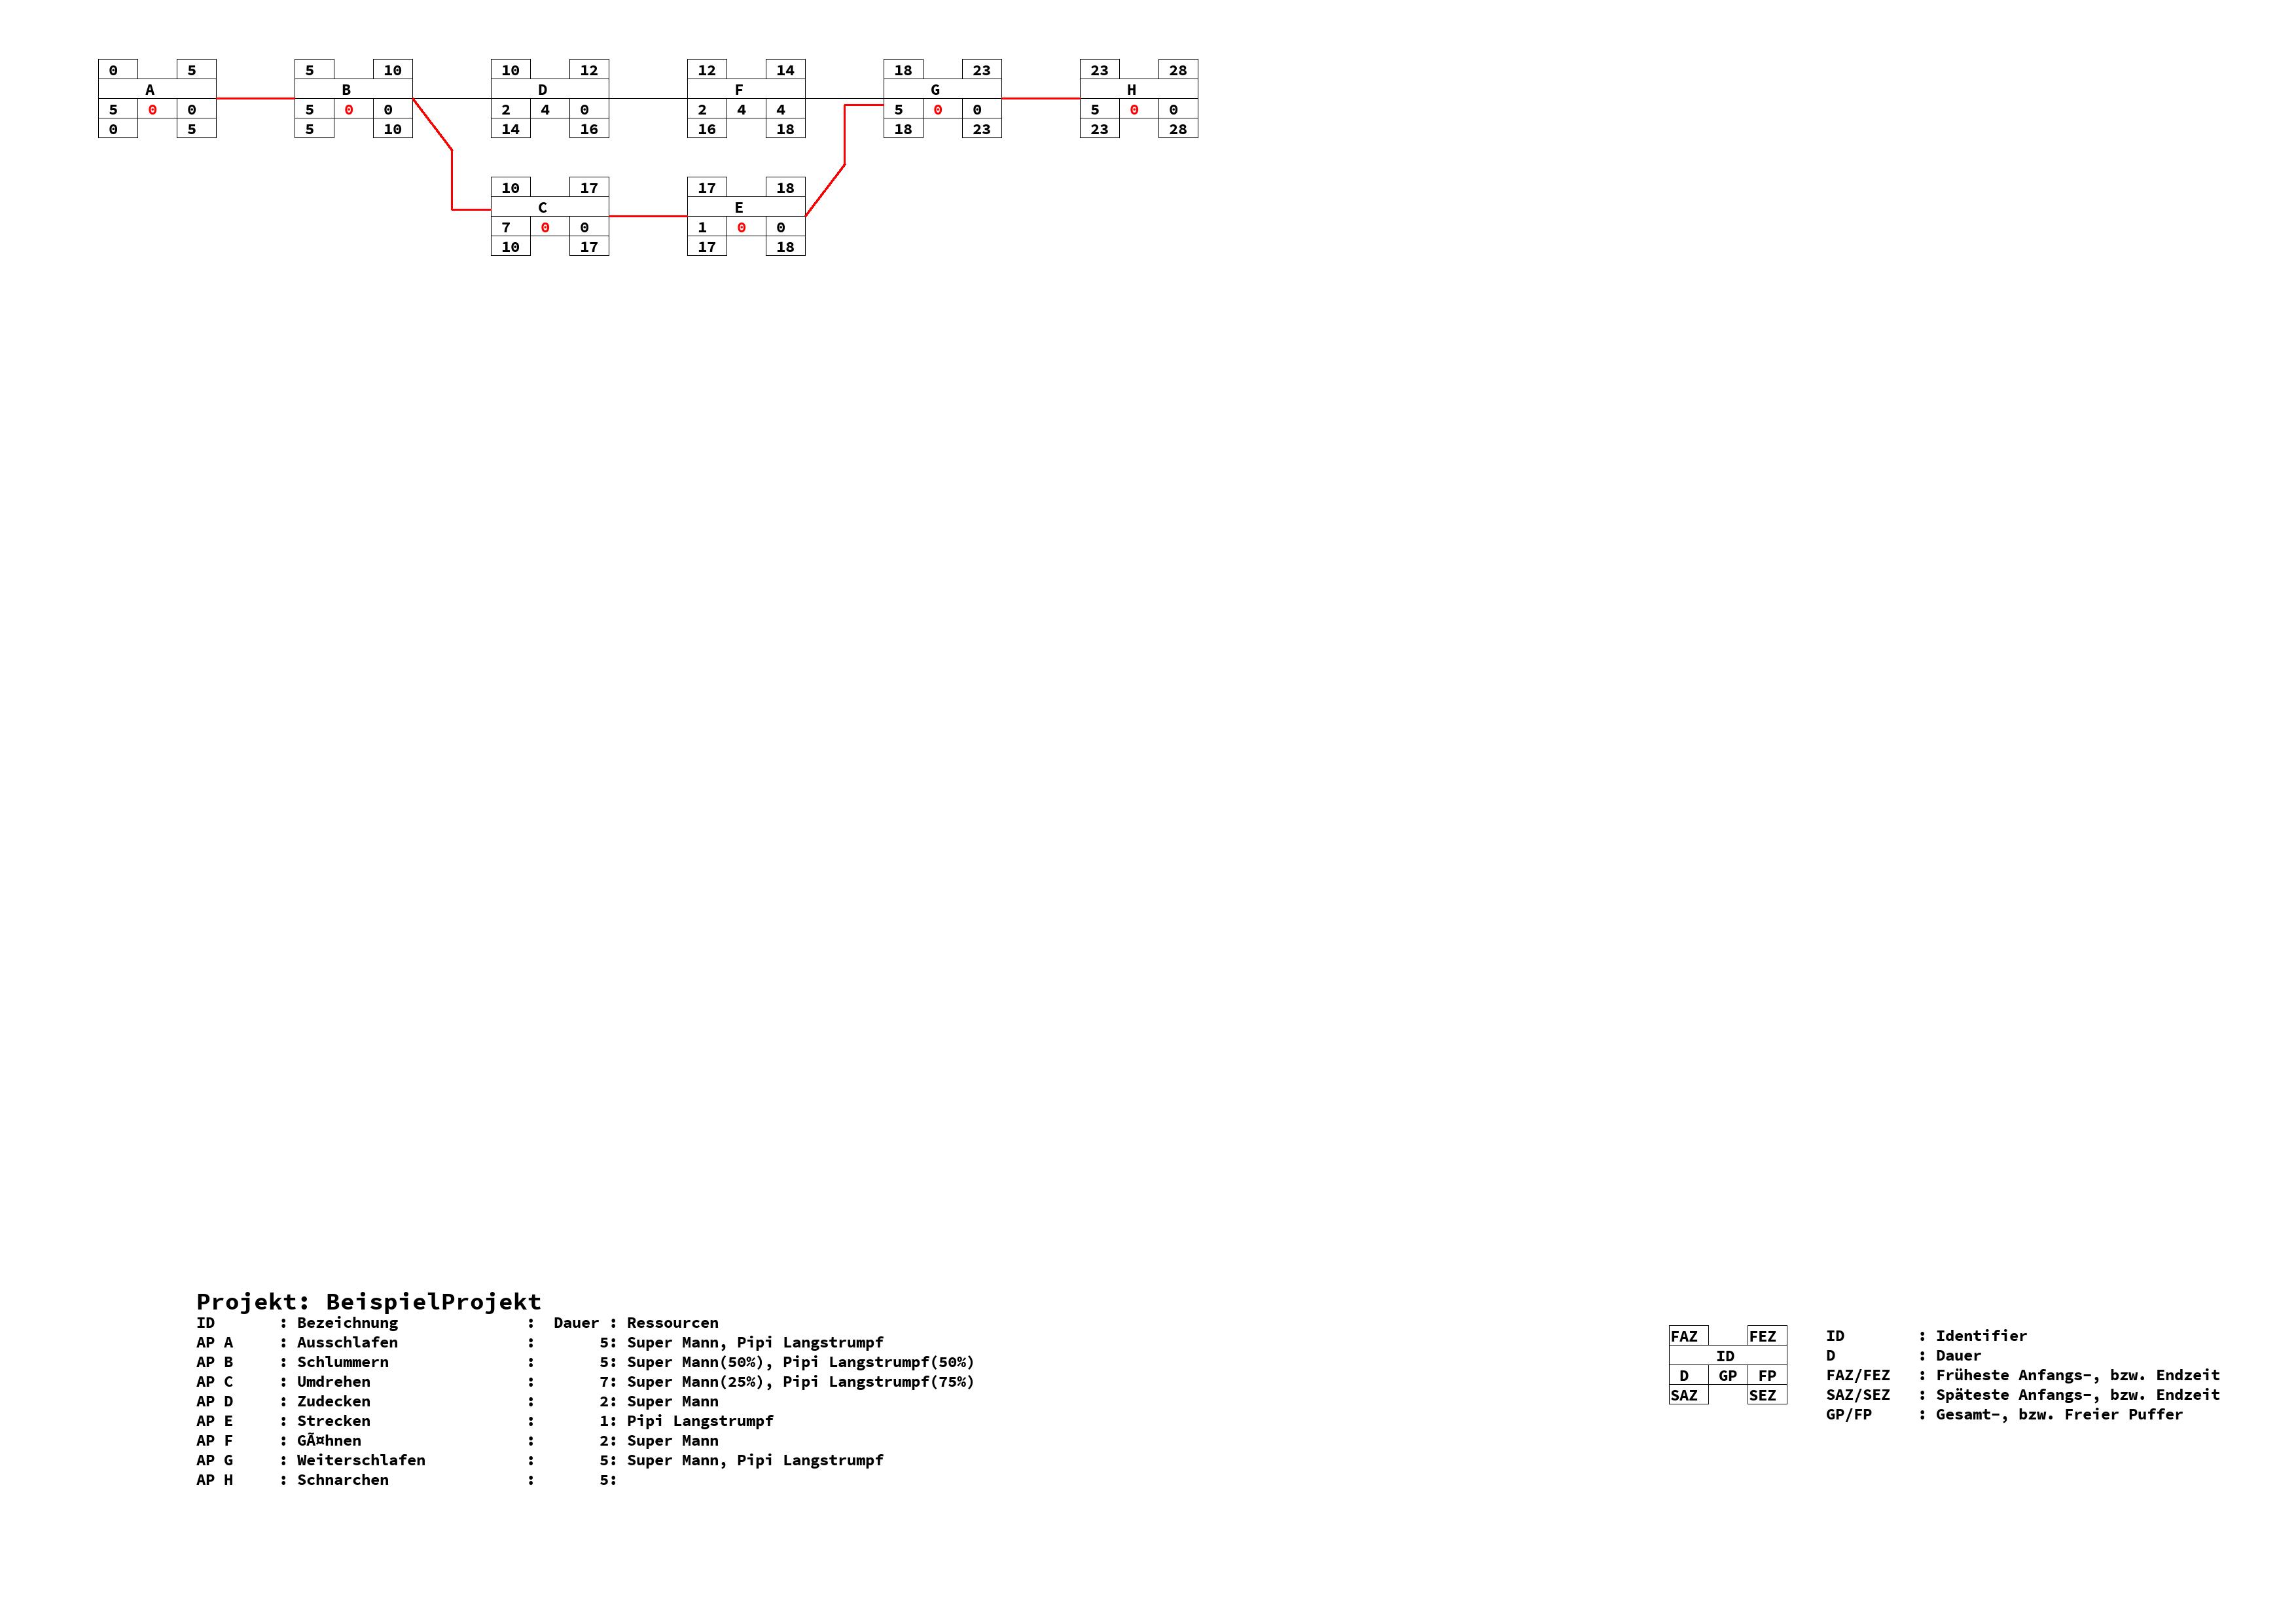 0 5 5 10 10 12 12 14 18 23 23 28
A B D F G H
5 0 0 5 0 0 2 4 0 2 4 4 5 0 0 5 0 0
0 5 5 10 14 16 16 18 18 23 23 28
10 17 17 18
C E
7 0 0 1 0 0
10 17 17 18
Projekt: BeispielProjekt
ID : Bezeichnung : Dauer : Ressourcen
AP A : Ausschlafen : 5: Super Mann, Pipi Langstrumpf
AP B : Schlummern : 5: Super Mann(50%), Pipi Langstrumpf(50%)
AP C : Umdrehen : 7: Super Mann(25%), Pipi Langstrumpf(75%)
AP D : Zudecken : 2: Super Mann
AP E : Strecken : 1: Pipi Langstrumpf
AP F : GÃ¤hnen : 2: Super Mann
AP G : Weiterschlafen : 5: Super Mann, Pipi Langstrumpf
AP H : Schnarchen : 5:
FAZ FEZ
ID
D GP FP
SAZ SEZ
ID : Identifier
D : Dauer
FAZ/FEZ : Früheste Anfangs-, bzw. Endzeit
SAZ/SEZ : Späteste Anfangs-, bzw. Endzeit
GP/FP : Gesamt-, bzw. Freier Puffer